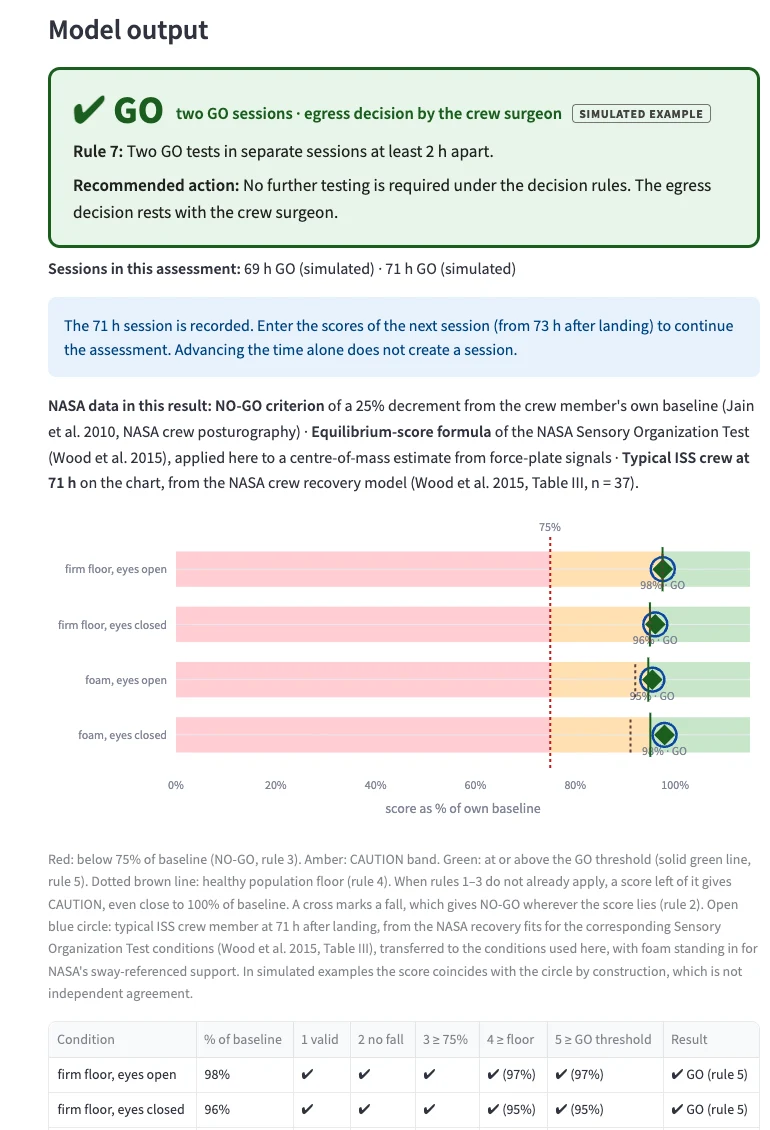 Model output
✔ GO two GO sessions · egress decision by the crew surgeon SIMULATED EXAMPLE
Rule 7: Two GO tests in separate sessions at least 2 h apart.
Recommended action: No further testing is required under the decision rules. The egress
decision rests with the crew surgeon.
Sessions in this assessment: 69 h GO (simulated) · 71 h GO (simulated)
The 71 h session is recorded. Enter the scores of the next session (from 73 h after landing) to continue
the assessment. Advancing the time alone does not create a session.
NASA data in this result: NO-GO criterion of a 25% decrement from the crew member's own baseline (Jain
et al. 2010, NASA crew posturography) · Equilibrium-score formula of the NASA Sensory Organization Test
(Wood et al. 2015), applied here to a centre-of-mass estimate from force-plate signals · Typical ISS crew at
71 h on the chart, from the NASA crew recovery model (Wood et al. 2015, Table III, n = 37).
75%
firm floor, eyes open
98% · GO
firm floor, eyes closed
96% · GO
foam, eyes open
95% · GO
foam, eyes closed
98% · GO
0% 20% 40% 60% 80% 100%
score as % of own baseline
Red: below 75% of baseline (NO-GO, rule 3). Amber: CAUTION band. Green: at or above the GO threshold (solid green line,
rule 5). Dotted brown line: healthy population floor (rule 4). When rules 1–3 do not already apply, a score left of it gives
CAUTION, even close to 100% of baseline. A cross marks a fall, which gives NO-GO wherever the score lies (rule 2). Open
blue circle: typical ISS crew member at 71 h after landing, from the NASA recovery fits for the corresponding Sensory
Organization Test conditions (Wood et al. 2015, Table III), transferred to the conditions used here, with foam standing in for
NASA's sway-referenced support. In simulated examples the score coincides with the circle by construction, which is not
independent agreement.
Condition % of baseline 1 valid 2 no fall 3 ≥ 75% 4 ≥ floor 5 ≥ GO threshold Result
firm floor, eyes open 98% ✔ ✔ ✔ ✔ (97%) ✔ (97%) ✔ GO (rule 5)
firm floor, eyes closed 96% ✔ ✔ ✔ ✔ (95%) ✔ (95%) ✔ GO (rule 5)